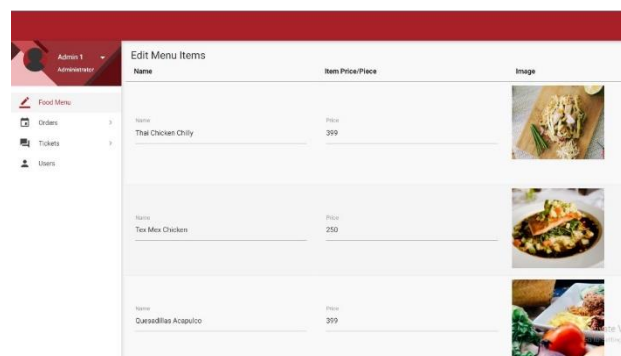 Admin 1
Administrator
Edit Menu Items
Name Item Price/Piece Image
Food Menu
Orders
Tickets
Users
Name Price
Thai Chicken Chilly 399
Name Price
Tex Mex Chicken 250
Name Price
Quesadillas Acapulco 399